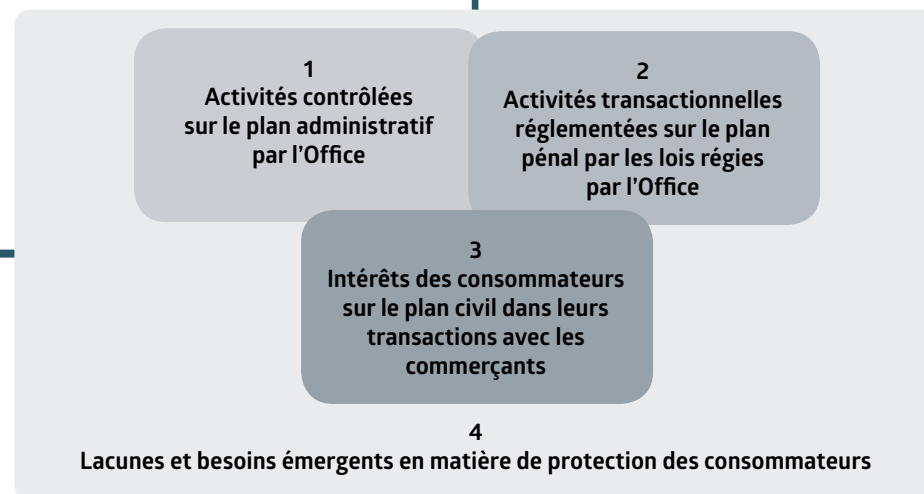 1
Activités contrôlées
sur le plan administratif
par l'Office
2
Activités transactionnelles
réglementées sur le plan
pénal par les lois régies
par l'Office
3
Intérêts des consommateurs
sur le plan civil dans leurs
transactions avec les
commerçants
4
Lacunes et besoins émergents en matière de protection des consommateurs